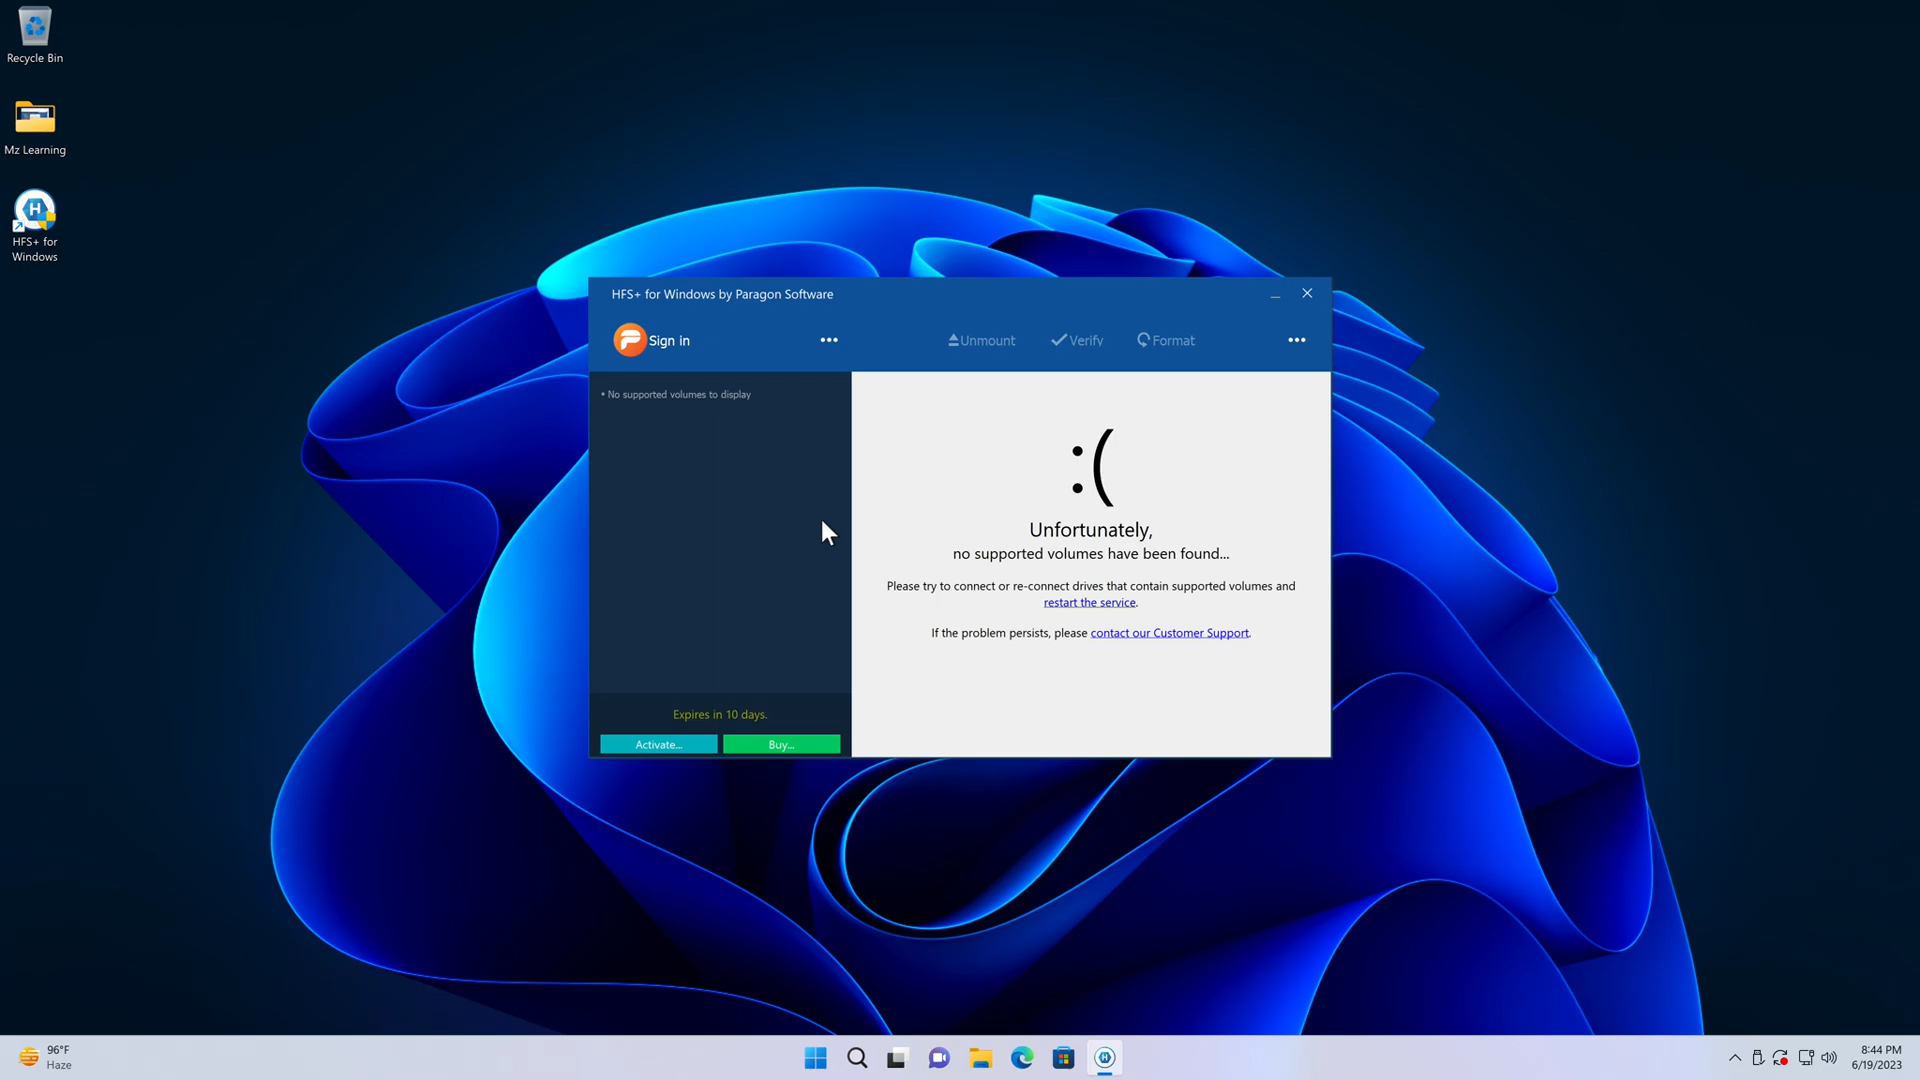 Recycle Bin
Mz Learning
HFS+ for
Windows
HFS+ for Windows by Paragon Software
Sign in
Unmount
Verify
Format
• No supported volumes to display
:(
Unfortunately,
no supported volumes have been found...
Please try to connect or re-connect drives that contain supported volumes and
restart the service.
If the problem persists, please contact our Customer Support.
Expires in 10 days.
Activate...
Buy...
96°F
Haze
8:44 PM
6/19/2023